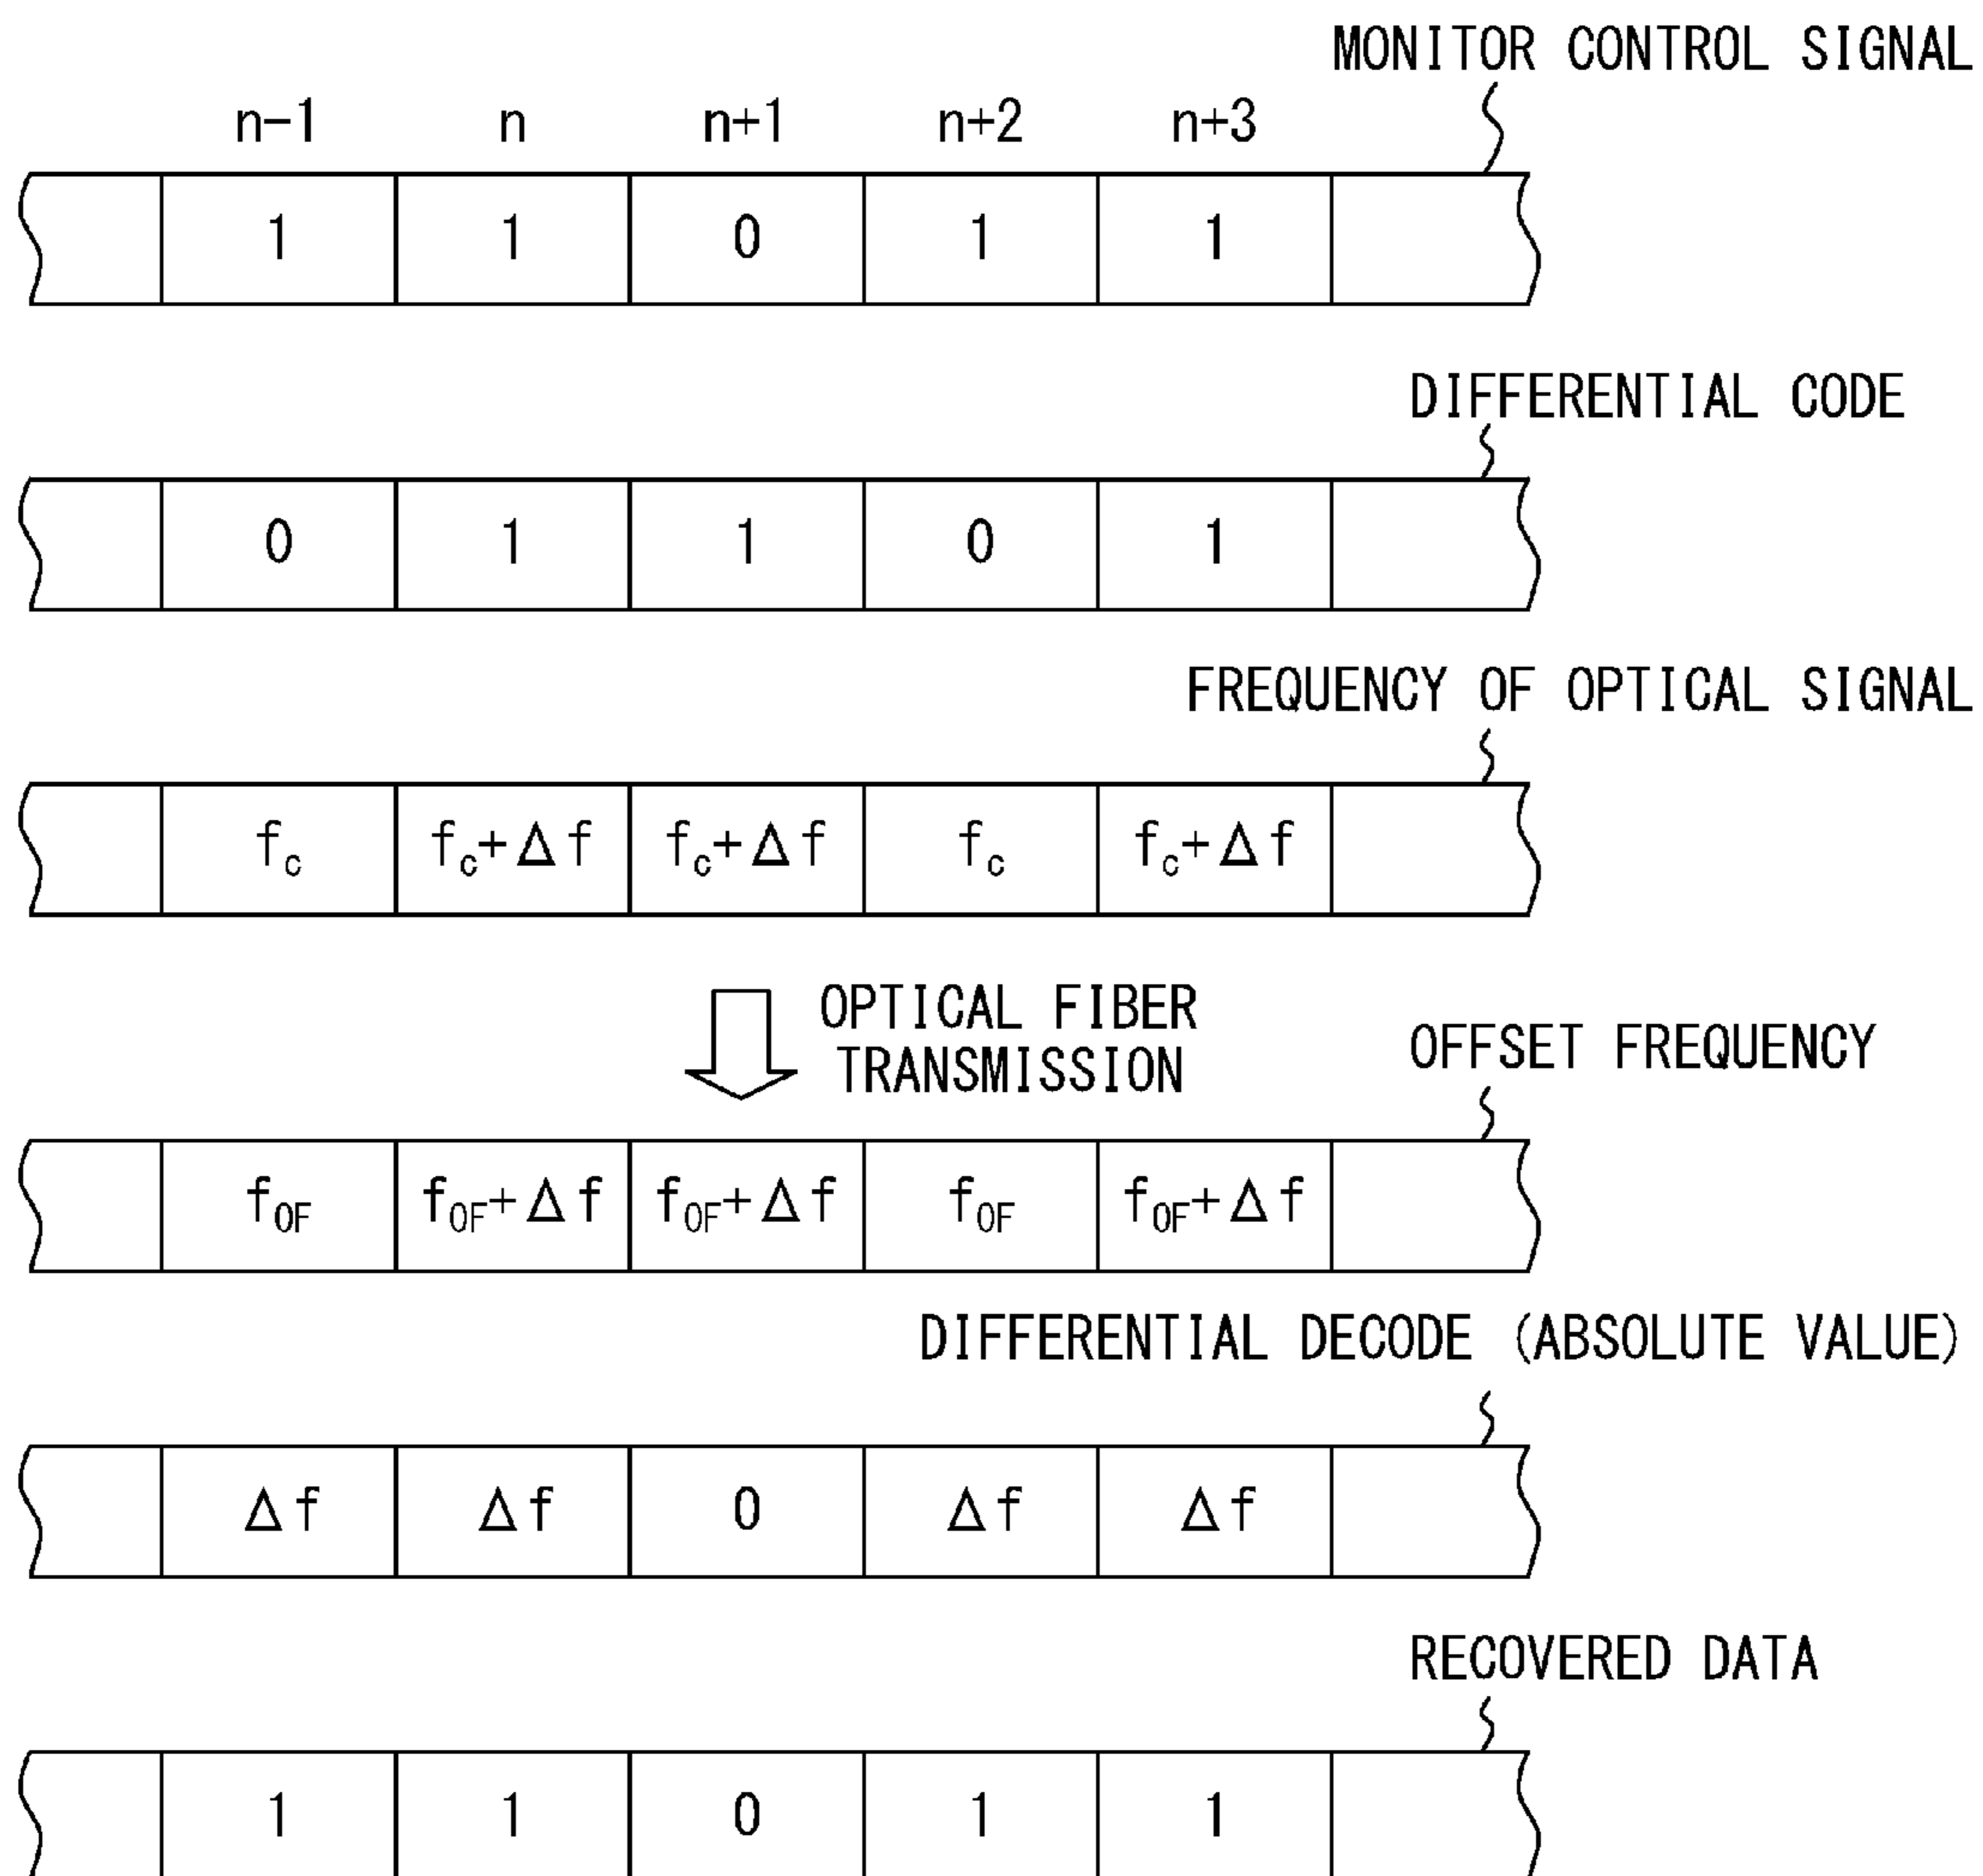 MONITOR CONTROL SIGNAL
n-1 n n+1 n+2 n+3
1 1 0 1 1
DIFFERENTIAL CODE
0 1 1 0 1
FREQUENCY OF OPTICAL SIGNAL
fc fc+Δf fc+Δf fc fc+Δf
OPTICAL FIBER
TRANSMISSION
OFFSET FREQUENCY
fOF fOF+Δf fOF+Δf fOF fOF+Δf
DIFFERENTIAL DECODE (ABSOLUTE VALUE)
Δf Δf 0 Δf Δf
RECOVERED DATA
1 1 0 1 1